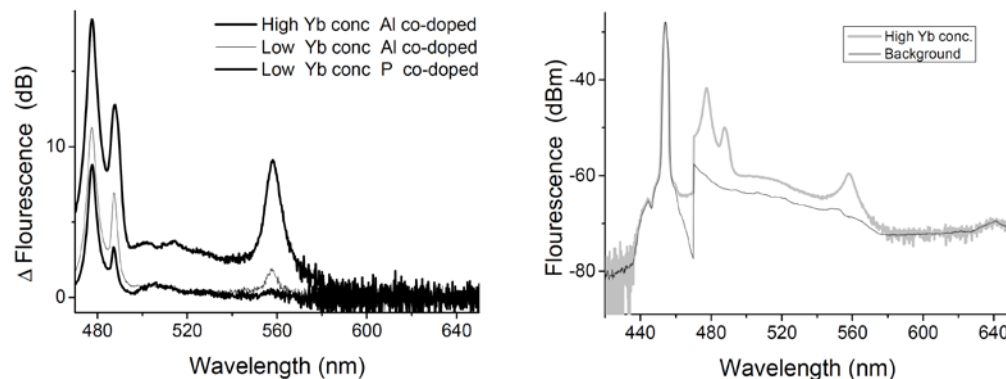 High Yb conc Al co-doped
Low Yb conc Al co-doped
Low Yb conc P co-doped
Δ Flourescence (dB)
10
0
480 520 560 600 640
Wavelength (nm)
High Yb conc.
Background
Flourescence (dBm)
-40
-60
-80
440 480 520 560 600 640
Wavelength (nm)